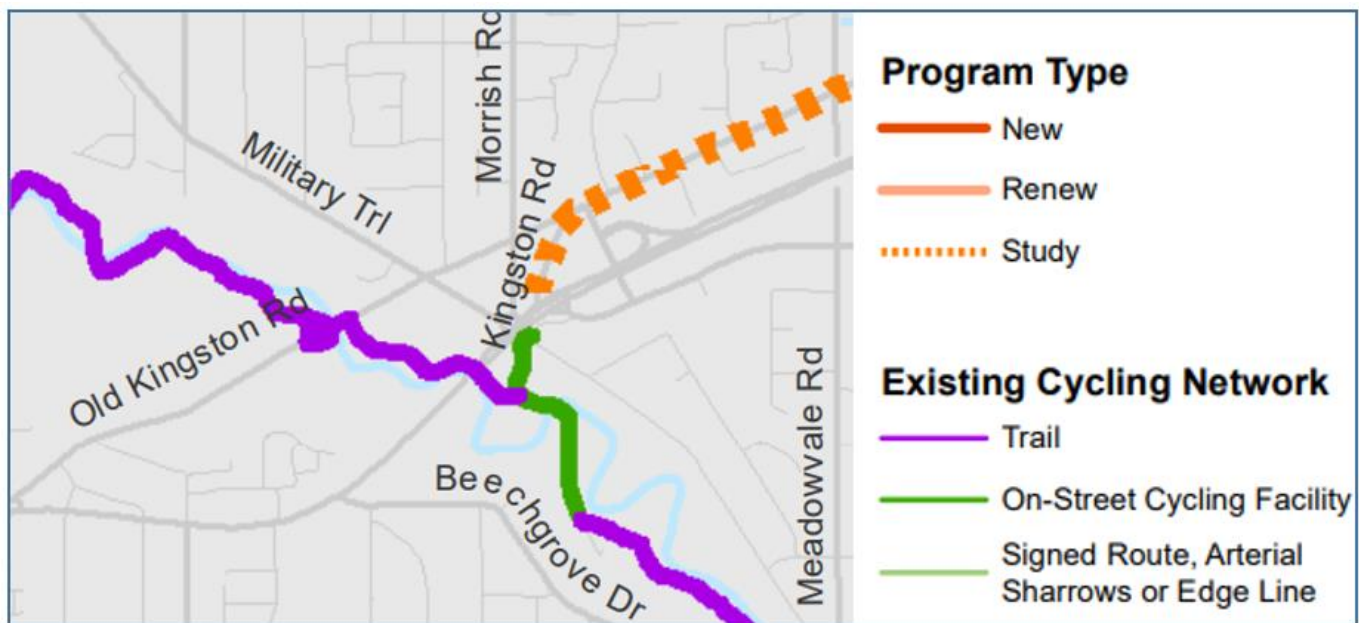 Morrish Rd
Military Trl
Kingston Rd
Old Kingston Rd
Beechgrove Dr
Meadowvale Rd
Program Type
New
Renew
Study
Existing Cycling Network
Trail
On-Street Cycling Facility
Signed Route, Arterial
Sharrows or Edge Line